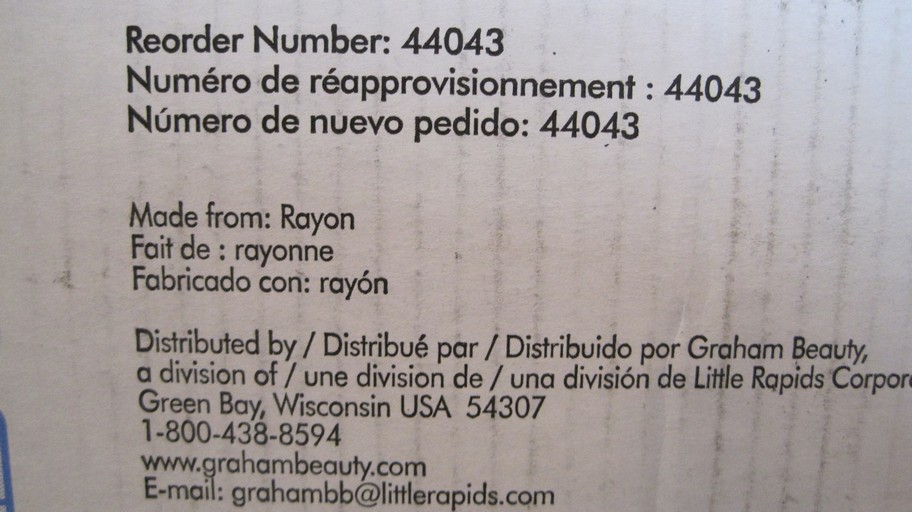 Reorder Number: 44043
Numéro de réapprovisionnement : 44043
Número de nuevo pedido: 44043
Made from: Rayon
Fait de : rayonne
Fabricado con: rayón
Distributed by / Distribué par / Distribuido por Graham Beauty,
a division of / une division de / una división de Little Rapids
Green Bay, Wisconsin USA 54307
1-800-438-8594
www.grahambeauty.com
E-mail: grahambb@littlerapids.com